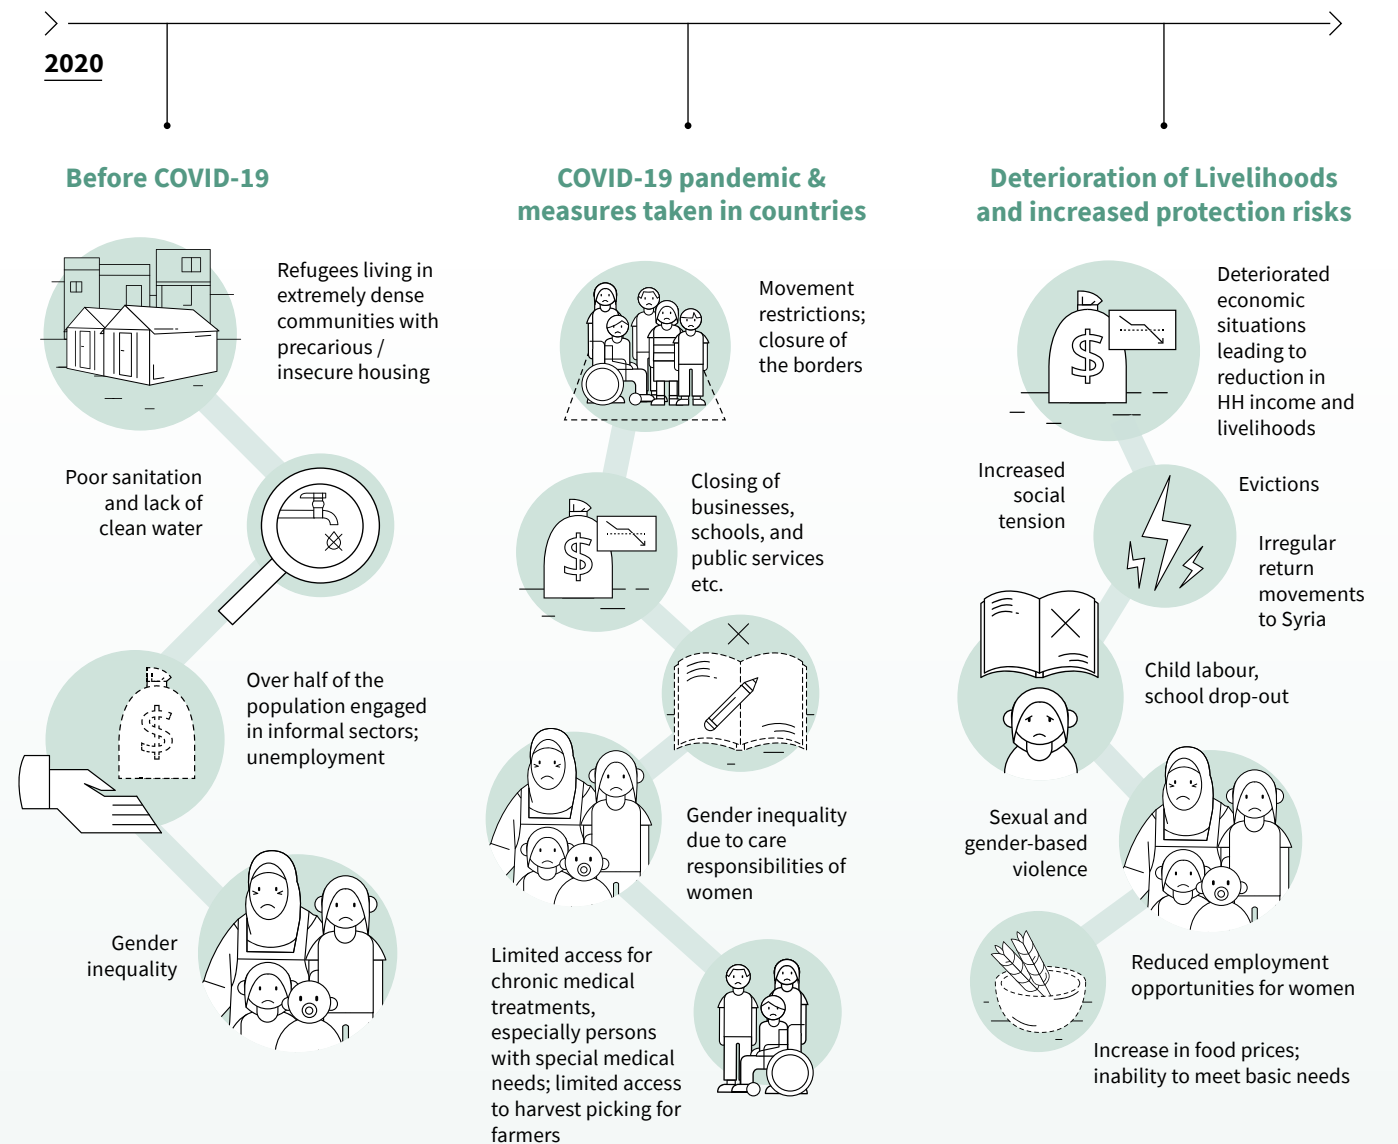 2020
Before COVID-19
Refugees living in
extremely dense
communities with
precarious /
insecure housing
Poor sanitation
and lack of
clean water
$
Over half of the
population engaged
in informal sectors;
unemployment
Gender
inequality
COVID-19 pandemic &
measures taken in countries
Movement
restrictions;
closure of
the borders
$
Closing of
businesses,
schools, and
public services
etc.
Gender inequality
due to care
responsibilities of
women
Limited access for
chronic medical
treatments,
especially persons
with special medical
needs; limited access
to harvest picking for
farmers
Deterioration of Livelihoods
and increased protection risks
$
Deteriorated
economic
situations
leading to
reduction in
HH income and
livelihoods
Increased
social
tension
Evictions
Irregular
return
movements
to Syria
Child labour,
school drop-out
Sexual and
gender-based
violence
Reduced employment
opportunities for women
Increase in food prices;
inability to meet basic needs